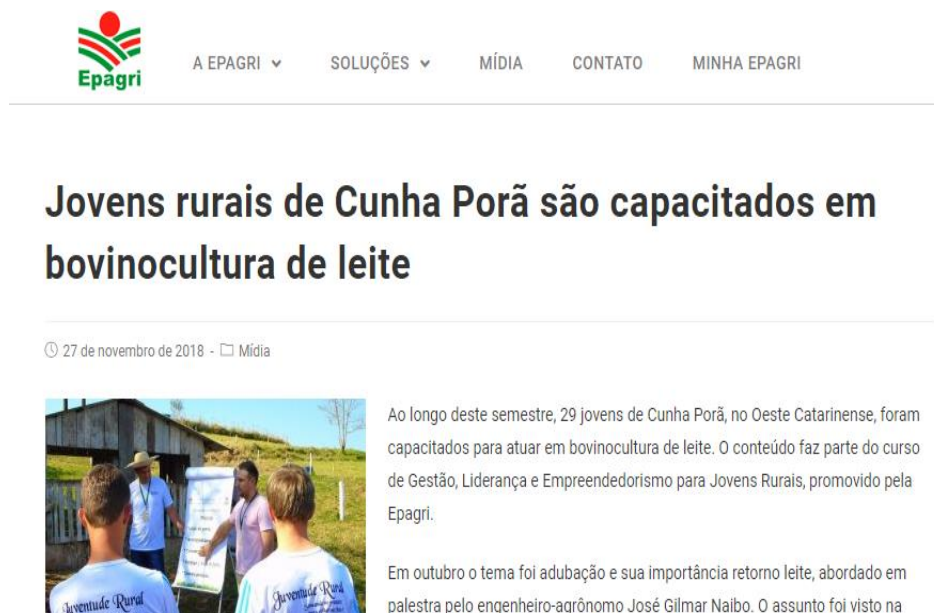 Epagri
A EPAGRI
SOLUÇÕES
MÍDIA
CONTATO
MINHA EPAGRI
Jovens rurais de Cunha Porã são capacitados em
bovinocultura de leite
27 de novembro de 2018 - Mídia
Ao longo deste semestre, 29 jovens de Cunha Porã, no Oeste Catarinense, foram
capacitados para atuar em bovinocultura de leite. O conteúdo faz parte do curso
de Gestão, Liderança e Empreendedorismo para Jovens Rurais, promovido pela
Epagri.
Em outubro o tema foi adubação e sua importância retorno leite, abordado em
palestra pelo engenheiro-agrônomo José Gilmar Naibo. O assunto foi visto na
Juventude Rural
Juventude Rural